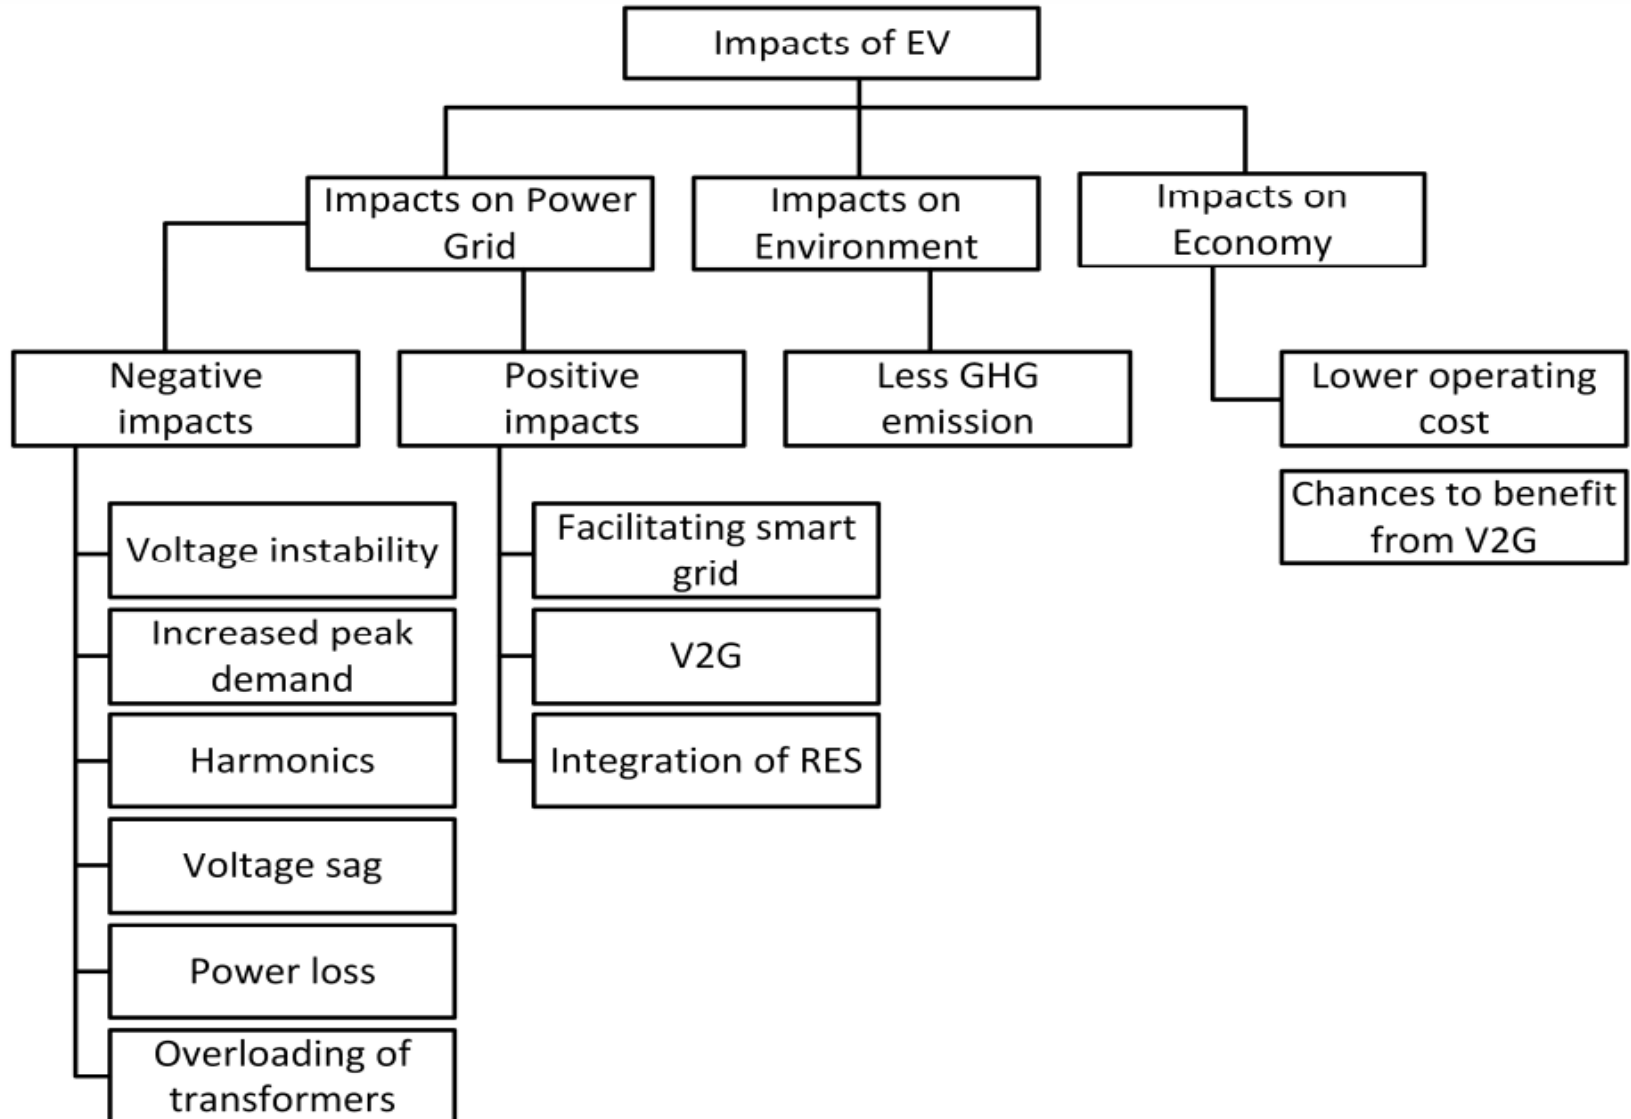 Impacts of EV
Impacts on Power
Grid
Impacts on
Environment
Impacts on
Economy
Negative
impacts
Positive
impacts
Less GHG
emission
Lower operating
cost
Chances to benefit
from V2G
Voltage instability
Increased peak
demand
Harmonics
Voltage sag
Power loss
Overloading of
transformers
Facilitating smart
grid
V2G
Integration of RES